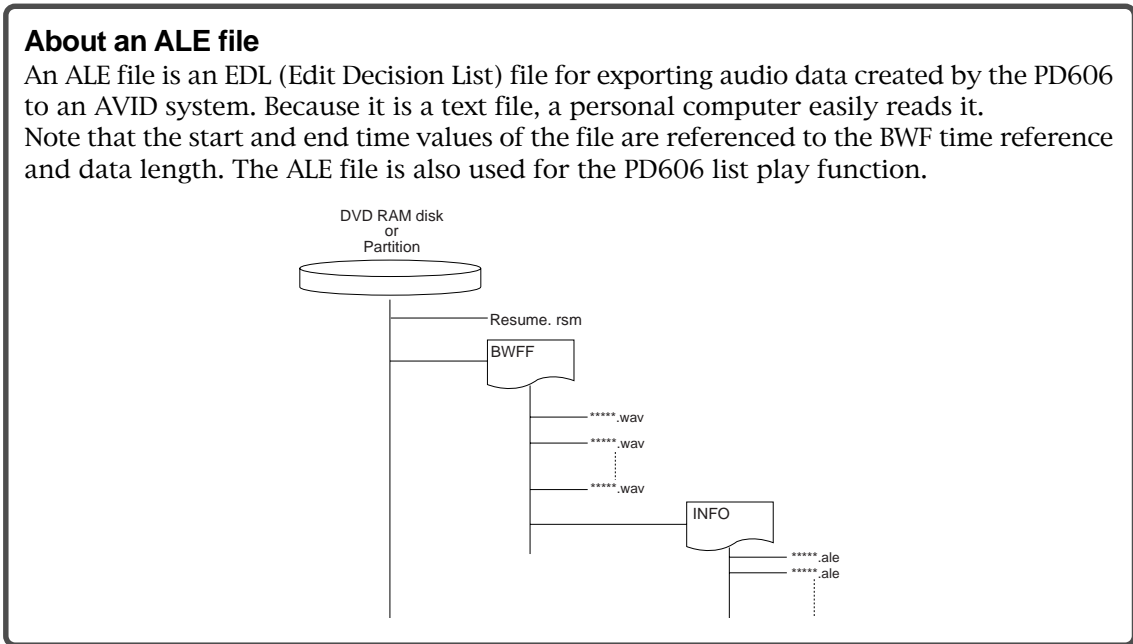 About an ALE file
An ALE file is an EDL (Edit Decision List) file for exporting audio data created by the PD606
to an AVID system. Because it is a text file, a personal computer easily reads it.
Note that the start and end time values of the file are referenced to the BWF time reference
and data length. The ALE file is also used for the PD606 list play function.
DVD RAM disk
or
Partition
Resume. rsm
BWFF
*****.wav
*****.wav
*****.wav
INFO
*****.ale
*****.ale